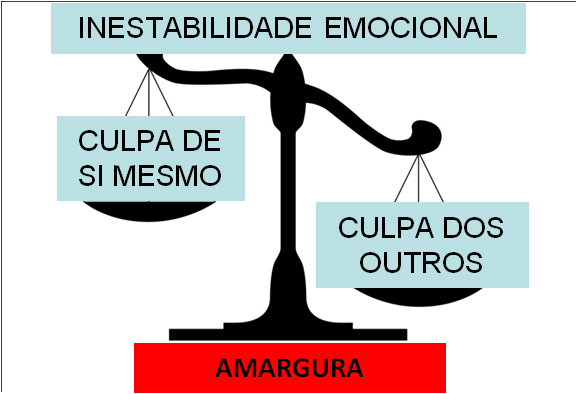 INESTABILIDADE EMOCIONAL
CULPA DE
SI MESMO
CULPA DOS
OUTROS
AMARGURA